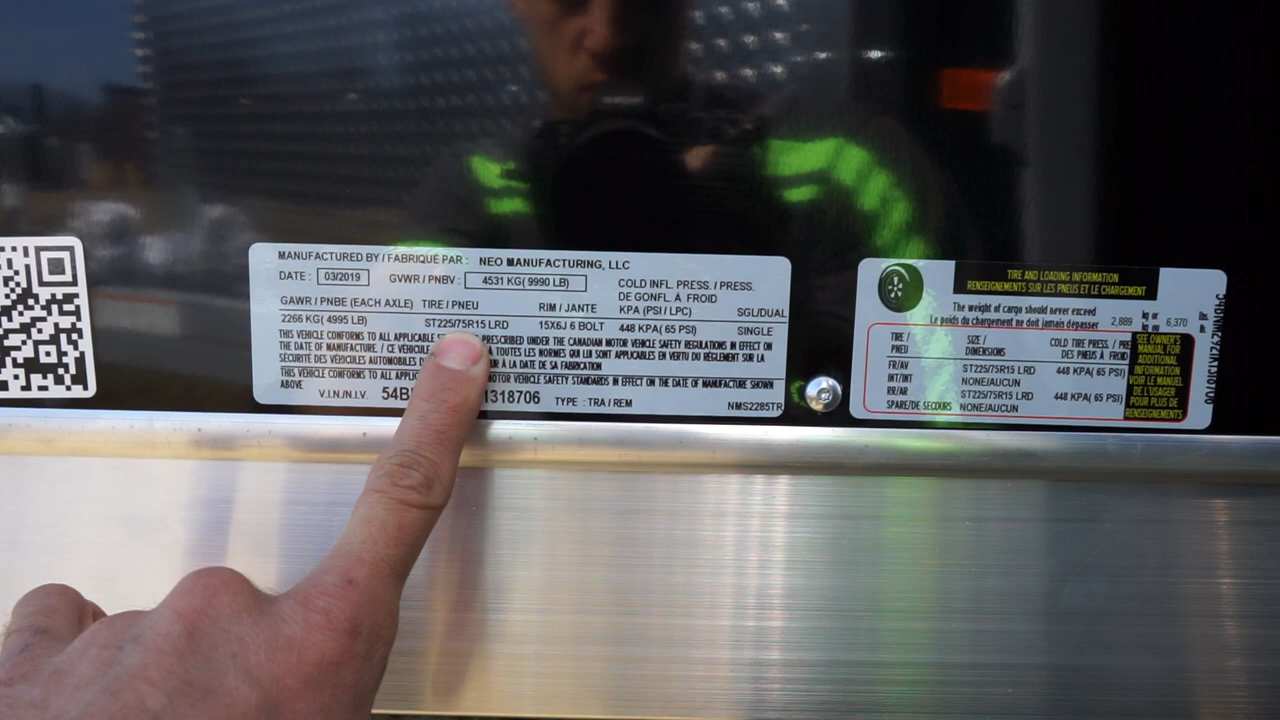 MANUFACTURED BY / FABRIQUÉ PAR : NEO MANUFACTURING, LLC
DATE : 03/2019 GVWR / PNBV : 4531 KG( 9990 LB)
COLD INFL. PRESS. / PRESS.
DE GONFL. À FROID
GAWR / PNBE (EACH AXLE) TIRE / PNEU RIM / JANTE KPA (PSI / LPC) SGL/DUAL
2266 KG( 4995 LB) ST225/75R15 LRD 15X6J 6 BOLT 448 KPA( 65 PSI) SINGLE
THIS VEHICLE CONFORMS TO ALL APPLICABLE PRESCRIBED UNDER THE CANADIAN MOTOR VEHICLE SAFETY REGULATIONS IN EFFECT ON
THE DATE OF MANUFACTURE. / CE VEHICULE A TOUTES LES NORMES QUI LUI SONT APPLICABLES EN VERTU DU RÈGLEMENT SUR LA
SÉCURITÉ DES VÉHICULES AUTOMOBILES À LA DATE DE SA FABRICATION
THIS VEHICLE CONFORMS TO ALL MOTOR VEHICLE SAFETY STANDARDS IN EFFECT ON THE DATE OF MANUFACTURE SHOWN
ABOVE
V.I.N./N.I.V. 54B 1318706 TYPE : TRA / REM NMS2285TR
TIRE AND LOADING INFORMATION
RENSEIGNEMENTS SUR LES PNEUS ET LE CHARGEMENT
The weight of cargo should never exceed
Le poids du chargement ne doit jamais dépasser 2,889 kg or kg ou 6,370 lbs. lb.
TIRE / SIZE / COLD TIRE PRESS. / PRE
PNEU DIMENSIONS DES PNEUS À FROID
FR/AV ST225/75R15 LRD 448 KPA( 65 PSI)
INT/INT NONE/AUCUN
RR/AR ST225/75R15 LRD 448 KPA( 65 PSI)
SPARE/DE SECOURS NONE/AUCUN
SEE OWNER'S
MANUAL FOR
ADDITIONAL
INFORMATION
VOIR LE MANUEL
DE L'USAGER
POUR PLUS DE
RENSEIGNEMENTS